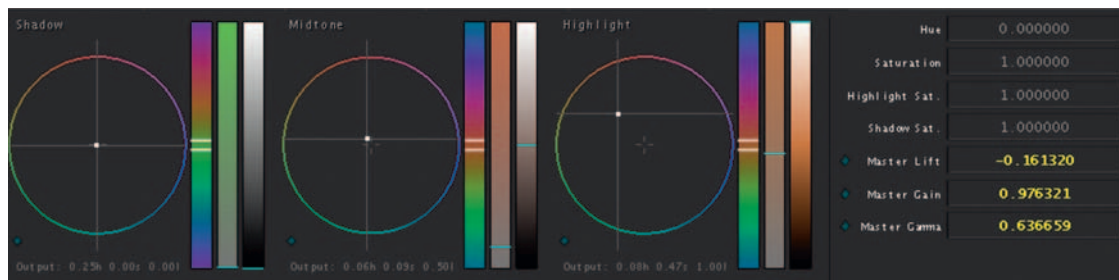 Shadow
Midtone
Highlight
Hue 0.000000
Saturation 1.000000
Highlight Sat. 1.000000
Shadow Sat. 1.000000
Master Lift -0.161320
Master Gain 0.976321
Master Gamma 0.636659
Output: 0.25h 0.00s 0.00l
Output: 0.06h 0.09s 0.50l
Output: 0.08h 0.47s 1.00l